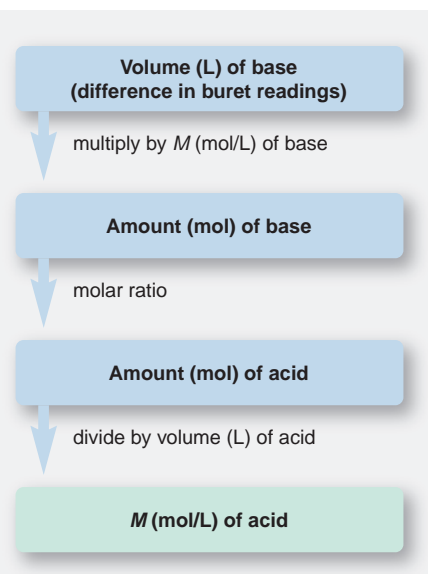 Volume (L) of base
(difference in buret readings)
multiply by M (mol/L) of base
Amount (mol) of base
molar ratio
Amount (mol) of acid
divide by volume (L) of acid
M (mol/L) of acid